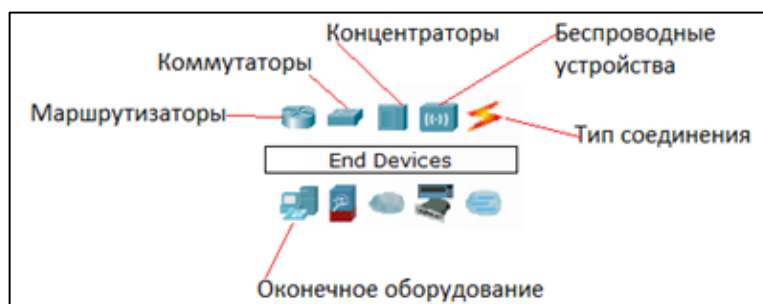 Концентраторы
Беспроводные
устройства
Коммутаторы
Маршрутизаторы
Тип соединения
End Devices
Оконечное оборудование